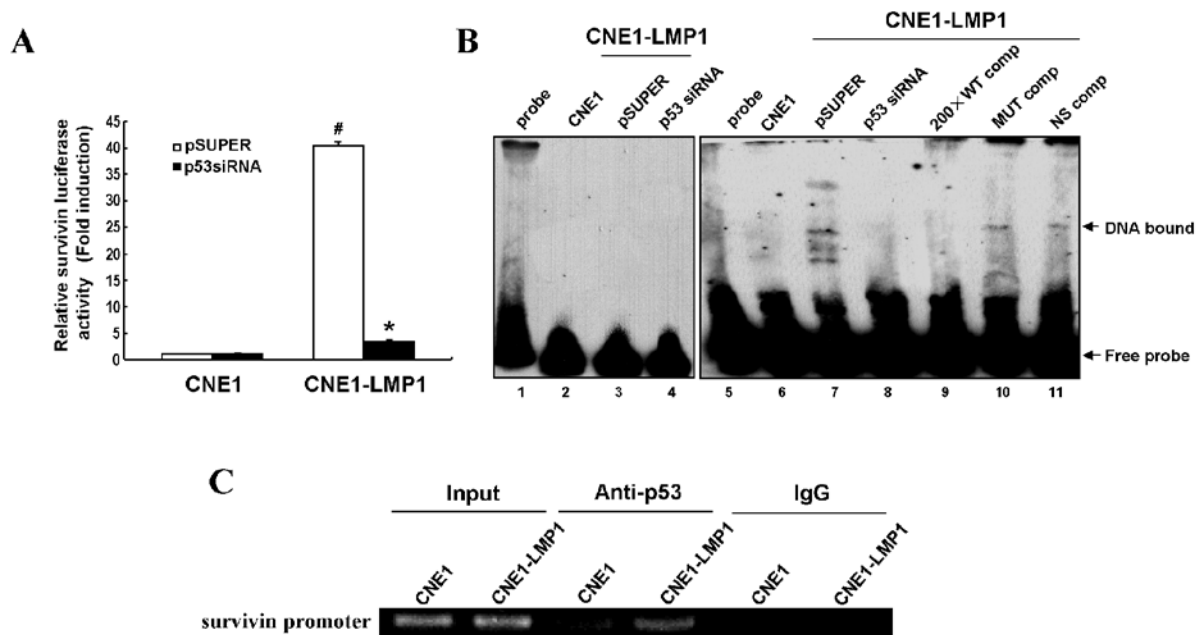 A
Relative survivin luciferase
activity (Fold induction)
45
40
35
30
25
20
15
10
5
0
pSUPER
p53siRNA
#
*
CNE1
CNE1-LMP1
B
CNE1-LMP1
CNE1-LMP1
probe
CNE1
pSUPER
p53 siRNA
probe
CNE1
pSUPER
p53 siRNA
200×WT comp
MUT comp
NS comp
DNA bound
Free probe
1 2 3 4 5 6 7 8 9 10 11
C
Input
Anti-p53
IgG
CNE1
CNE1-LMP1
CNE1
CNE1-LMP1
CNE1
CNE1-LMP1
survivin promoter